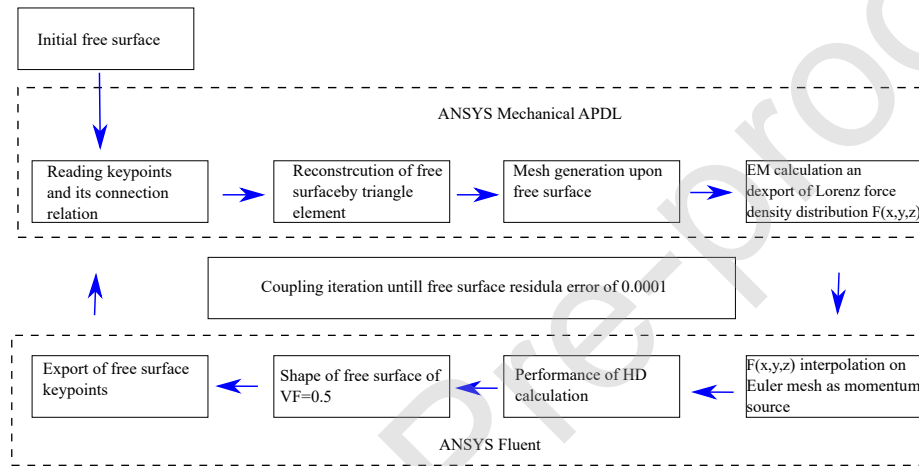 Initial free surface
ANSYS Mechanical APDL
Reading keypoints
and its connection
relation
Reconstrcution of free
surfaceby triangle
element
Mesh generation upon
free surface
EM calculation an
dexport of Lorenz force
density distribution F(x,y,z)
Coupling iteration untill free surface residula error of 0.0001
Export of free surface
keypoints
Shape of free surface of
VF=0.5
Performance of HD
calculation
F(x,y,z) interpolation on
Euler mesh as momentum
source
ANSYS Fluent
Pre-proo